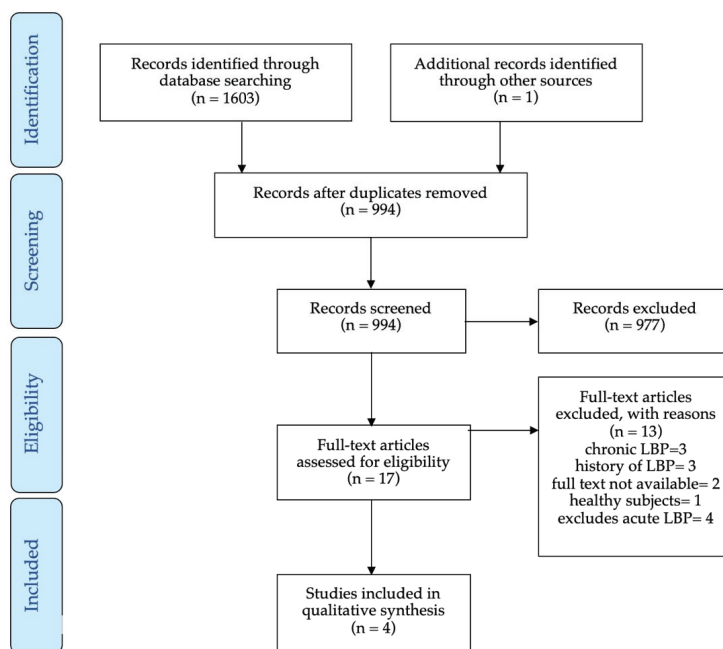 Identification
Records identified through
database searching
(n = 1603)
Additional records identified
through other sources
(n = 1)
Screening
Records after duplicates removed
(n = 994)
Records screened
(n = 994)
Records excluded
(n = 977)
Eligibility
Full-text articles
assessed for eligibility
(n = 17)
Full-text articles
excluded, with reasons
(n = 13)
chronic LBP=3
history of LBP= 3
full text not available= 2
healthy subjects= 1
excludes acute LBP= 4
Included
Studies included in
qualitative synthesis
(n = 4)